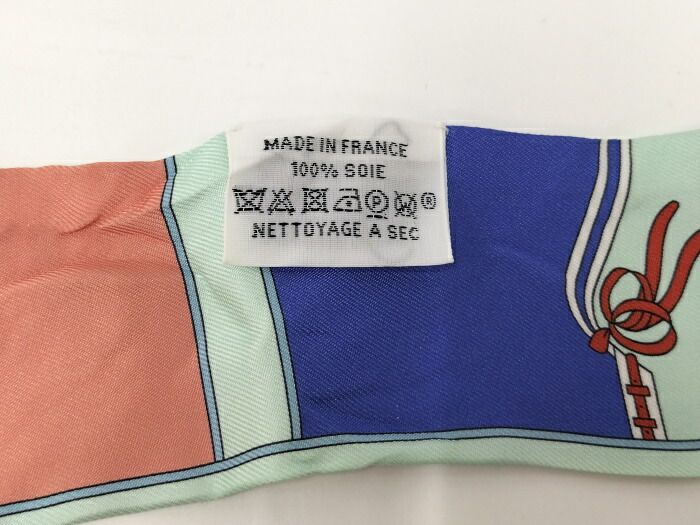 MADE IN FRANCE
100% SOIE
P W ®
NETTOYAGE A SEC